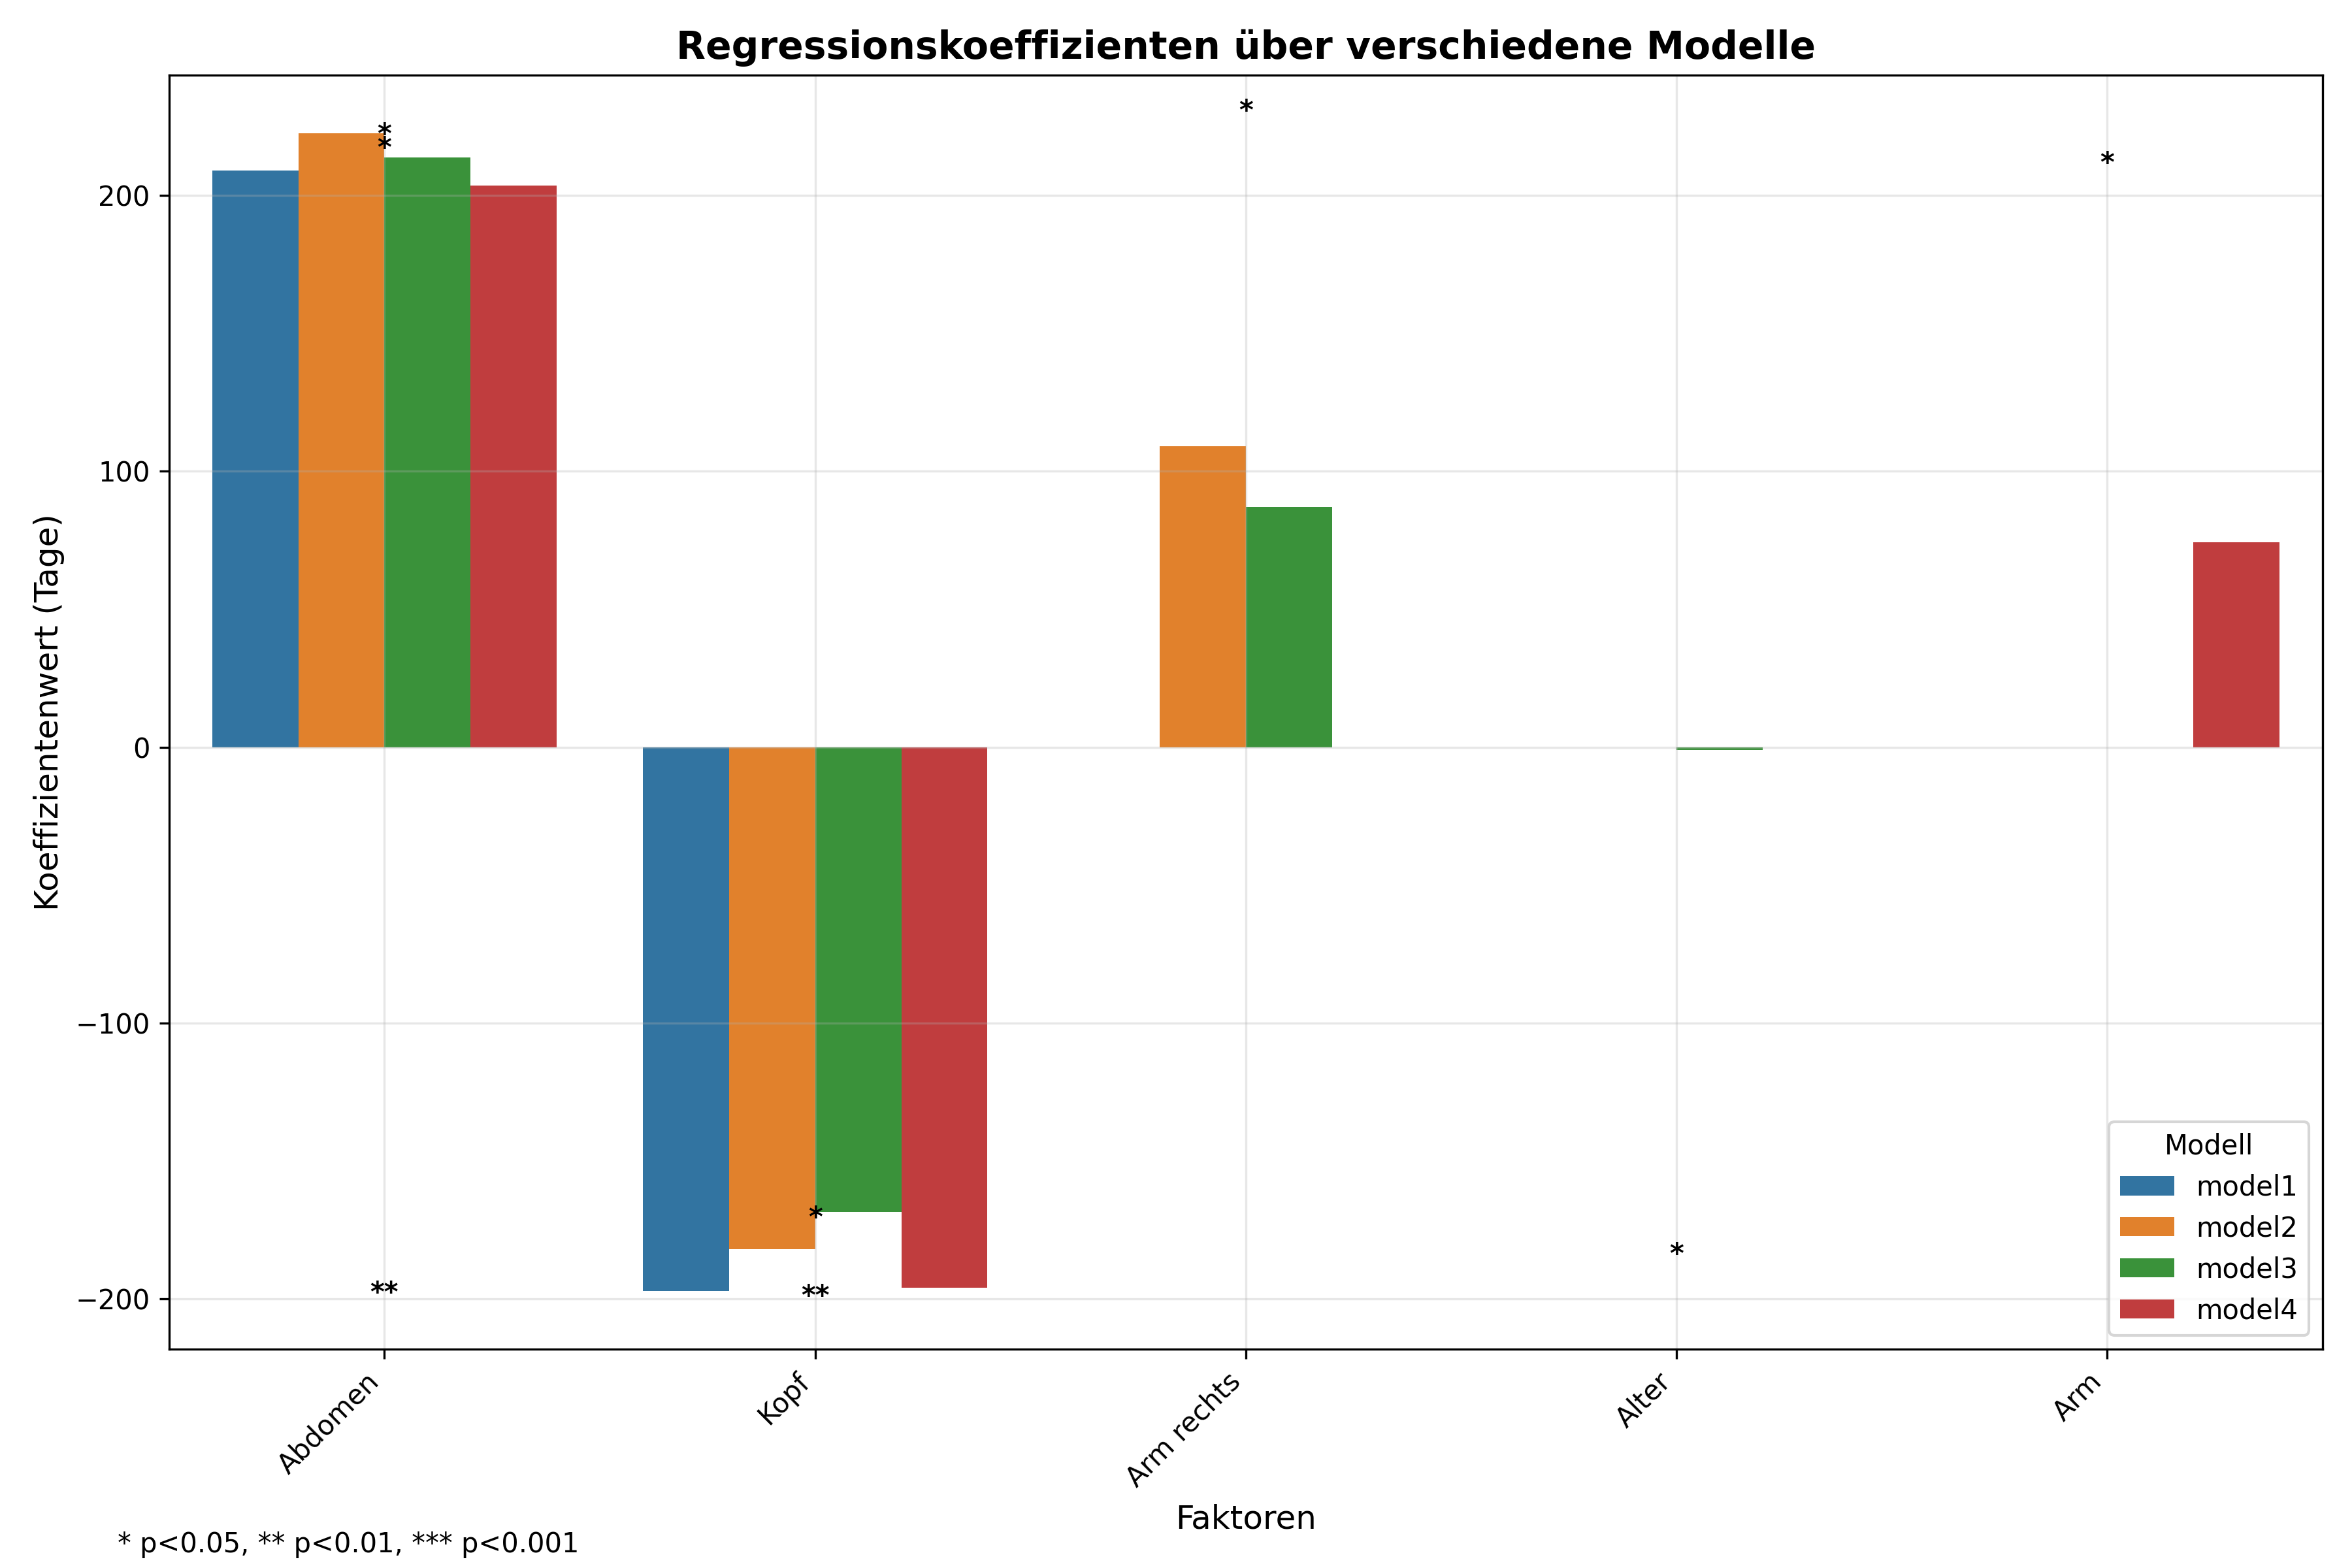 Regressionskoeffizienten über verschiedene Modelle
Koeffizientenwert (Tage)
200
100
0
−100
−200
*
*
*
*
*
**
**
*
Modell
model1
model2
model3
model4
Abdomen
Kopf
Arm rechts
Alter
Arm
Faktoren
* p<0.05, ** p<0.01, *** p<0.001